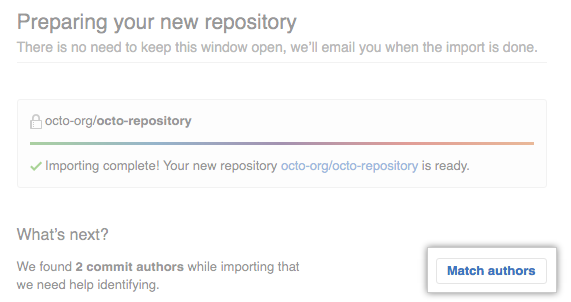 Preparing your new repository
There is no need to keep this window open, we'll email you when the import is done.
octo-org/octo-repository
Importing complete! Your new repository octo-org/octo-repository is ready.
What's next?
We found 2 commit authors while importing that
we need help identifying.
Match authors